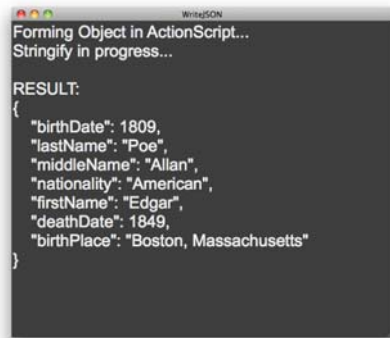 WriteJSON
Forming Object in ActionScript...
Stringify in progress...
RESULT:
{
"birthDate": 1809,
"lastName": "Poe",
"middleName": "Allan",
"nationality": "American",
"firstName": "Edgar",
"deathDate": 1849,
"birthPlace": "Boston, Massachusetts"
}